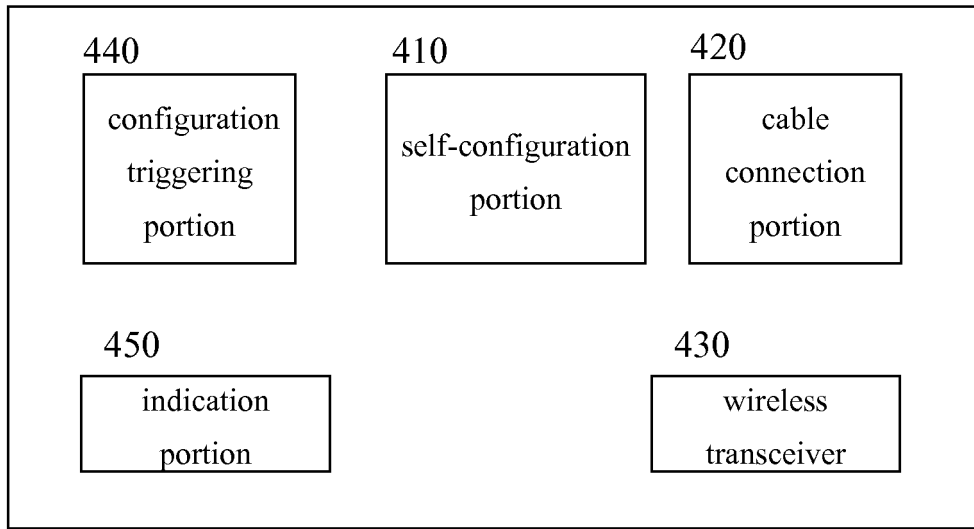 440
configuration
triggering
portion
410
self-configuration
portion
420
cable
connection
portion
450
indication
portion
430
wireless
transceiver